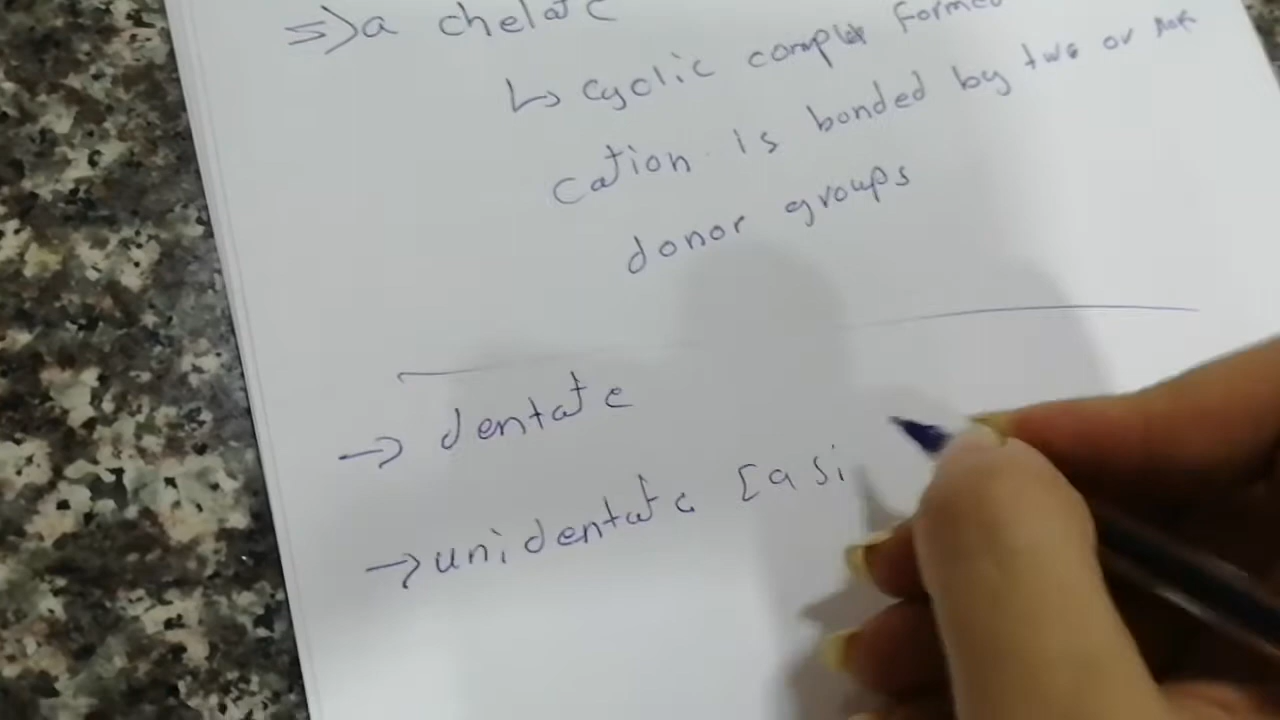 => a chelate
↳ cyclic complex formed
cation is bonded by two or more
donor groups
→ dentate
→ unidentate [a si